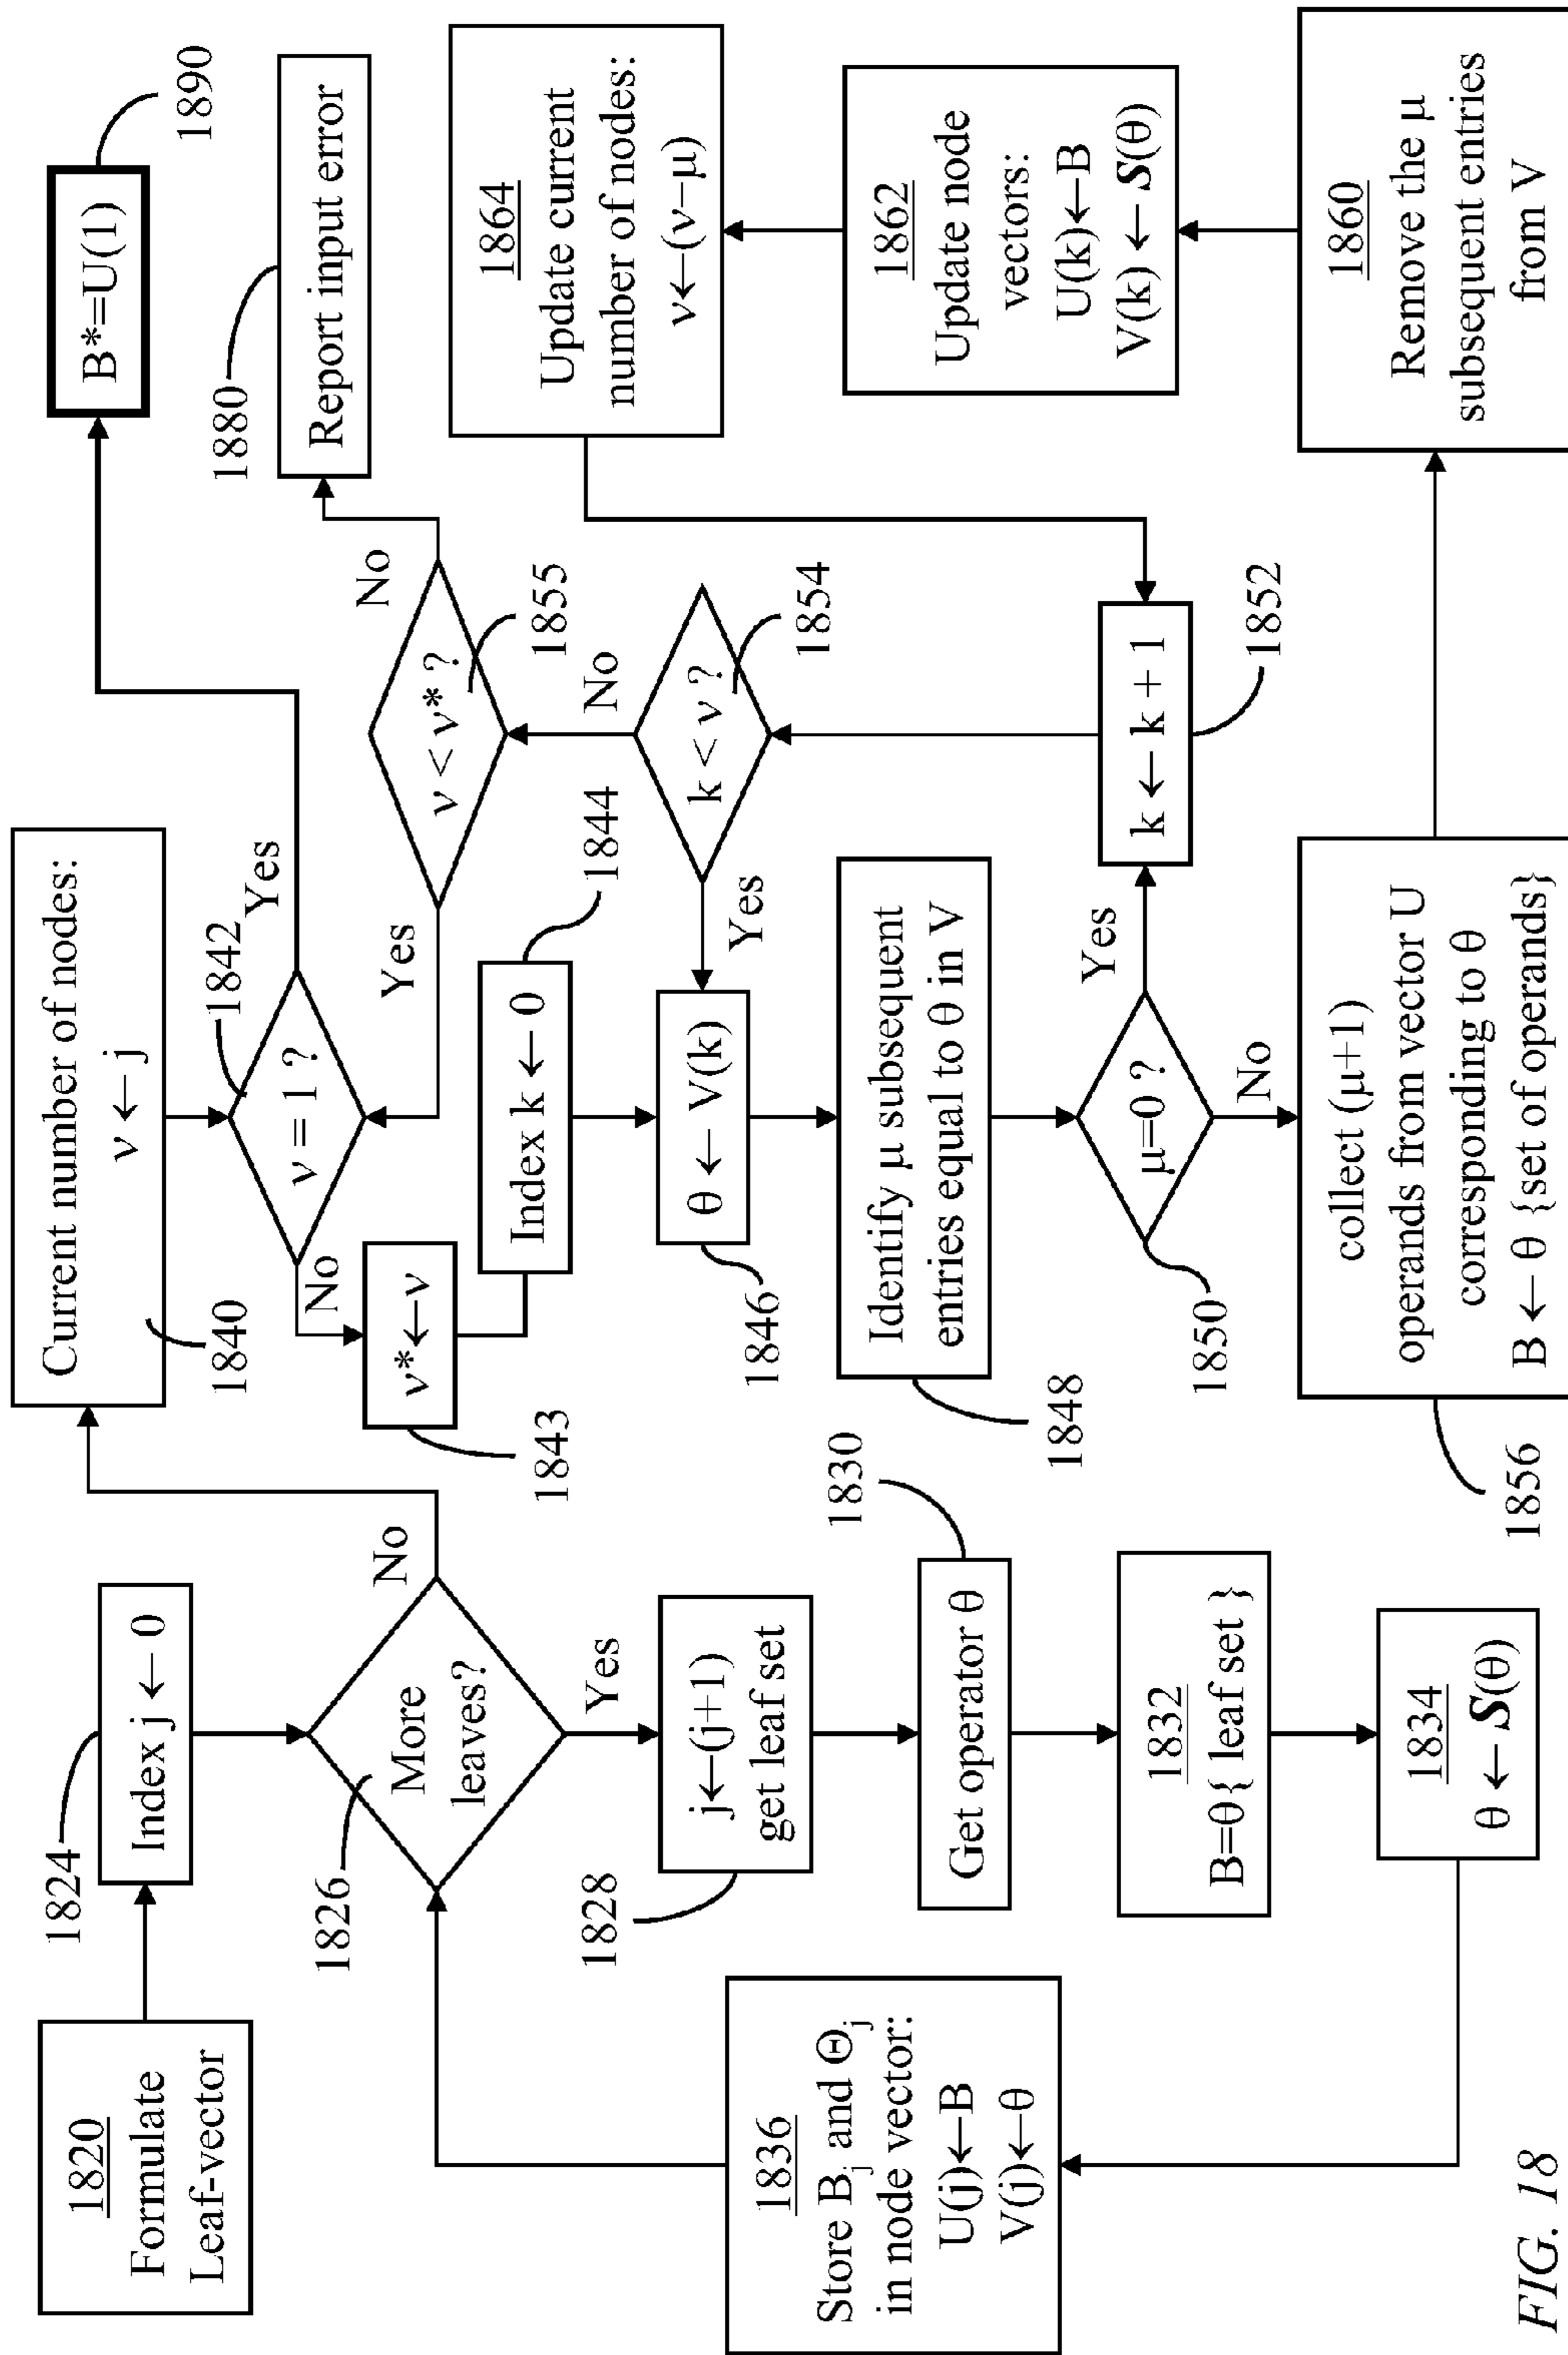 1820
Formulate
Leaf-vector
1824
Index j ← 0
1826
More
leaves?
No
Yes
1828
j←(j+1)
get leaf set
1830
Get operator θ
1832
B=θ{ leaf set }
1834
θ ← S(θ)
1836
Store Bj and Θj
in node vector:
U(j)←B
V(j)←θ
Current number of nodes:
ν ← j
1840
1842
ν = 1 ?
Yes
No
1843
ν*←ν
1844
Index k ← 0
1846
θ ← V(k)
1848
Identify μ subsequent
entries equal to θ in V
1850
μ=0 ?
Yes
No
1852
k ← k + 1
1854
k < ν ?
Yes
No
1855
ν < ν* ?
Yes
No
1856
collect (μ+1)
operands from vector U
corresponding to θ
B ← θ {set of operands}
1860
Remove the μ
subsequent entries
from V
1862
Update node
vectors:
U(k)←B
V(k) ← S(θ)
1864
Update current
number of nodes:
ν←(ν−μ)
1880
Report input error
B*=U(1)
1890
FIG. 18